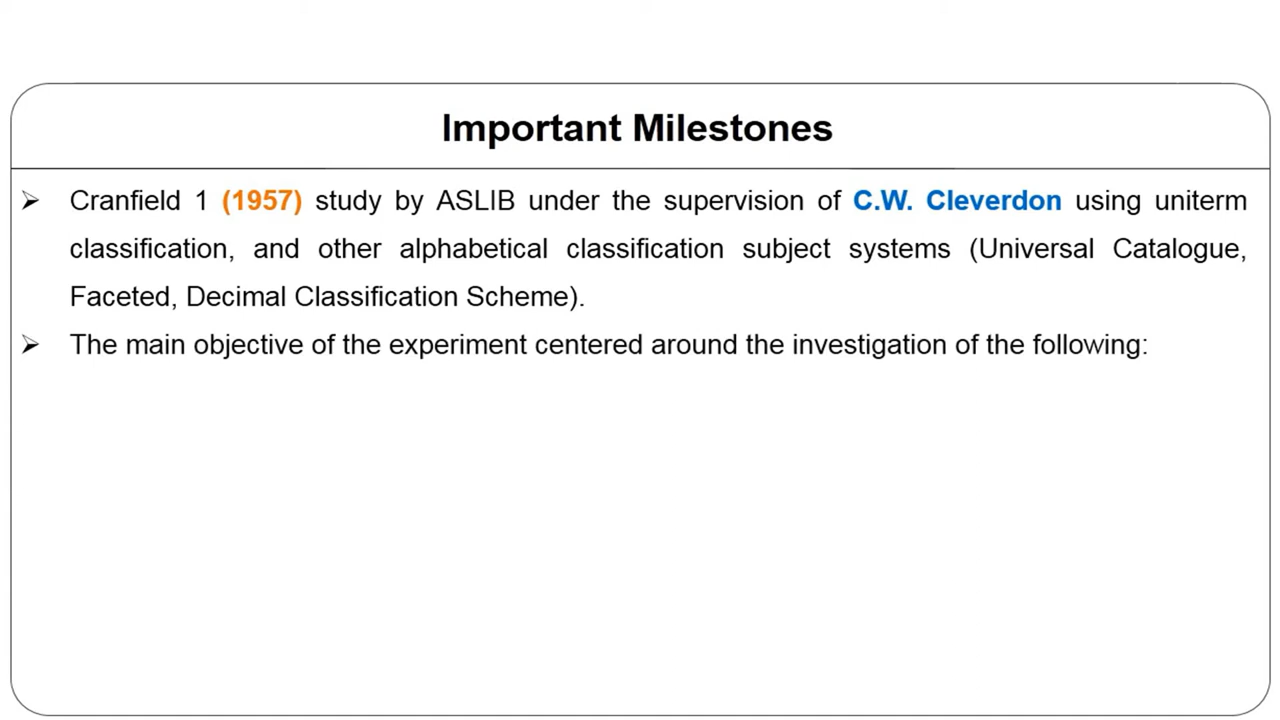 Important Milestones
➢ Cranfield 1 (1957) study by ASLIB under the supervision of C.W. Cleverdon using uniterm
classification, and other alphabetical classification subject systems (Universal Catalogue,
Faceted, Decimal Classification Scheme).
➢ The main objective of the experiment centered around the investigation of the following: